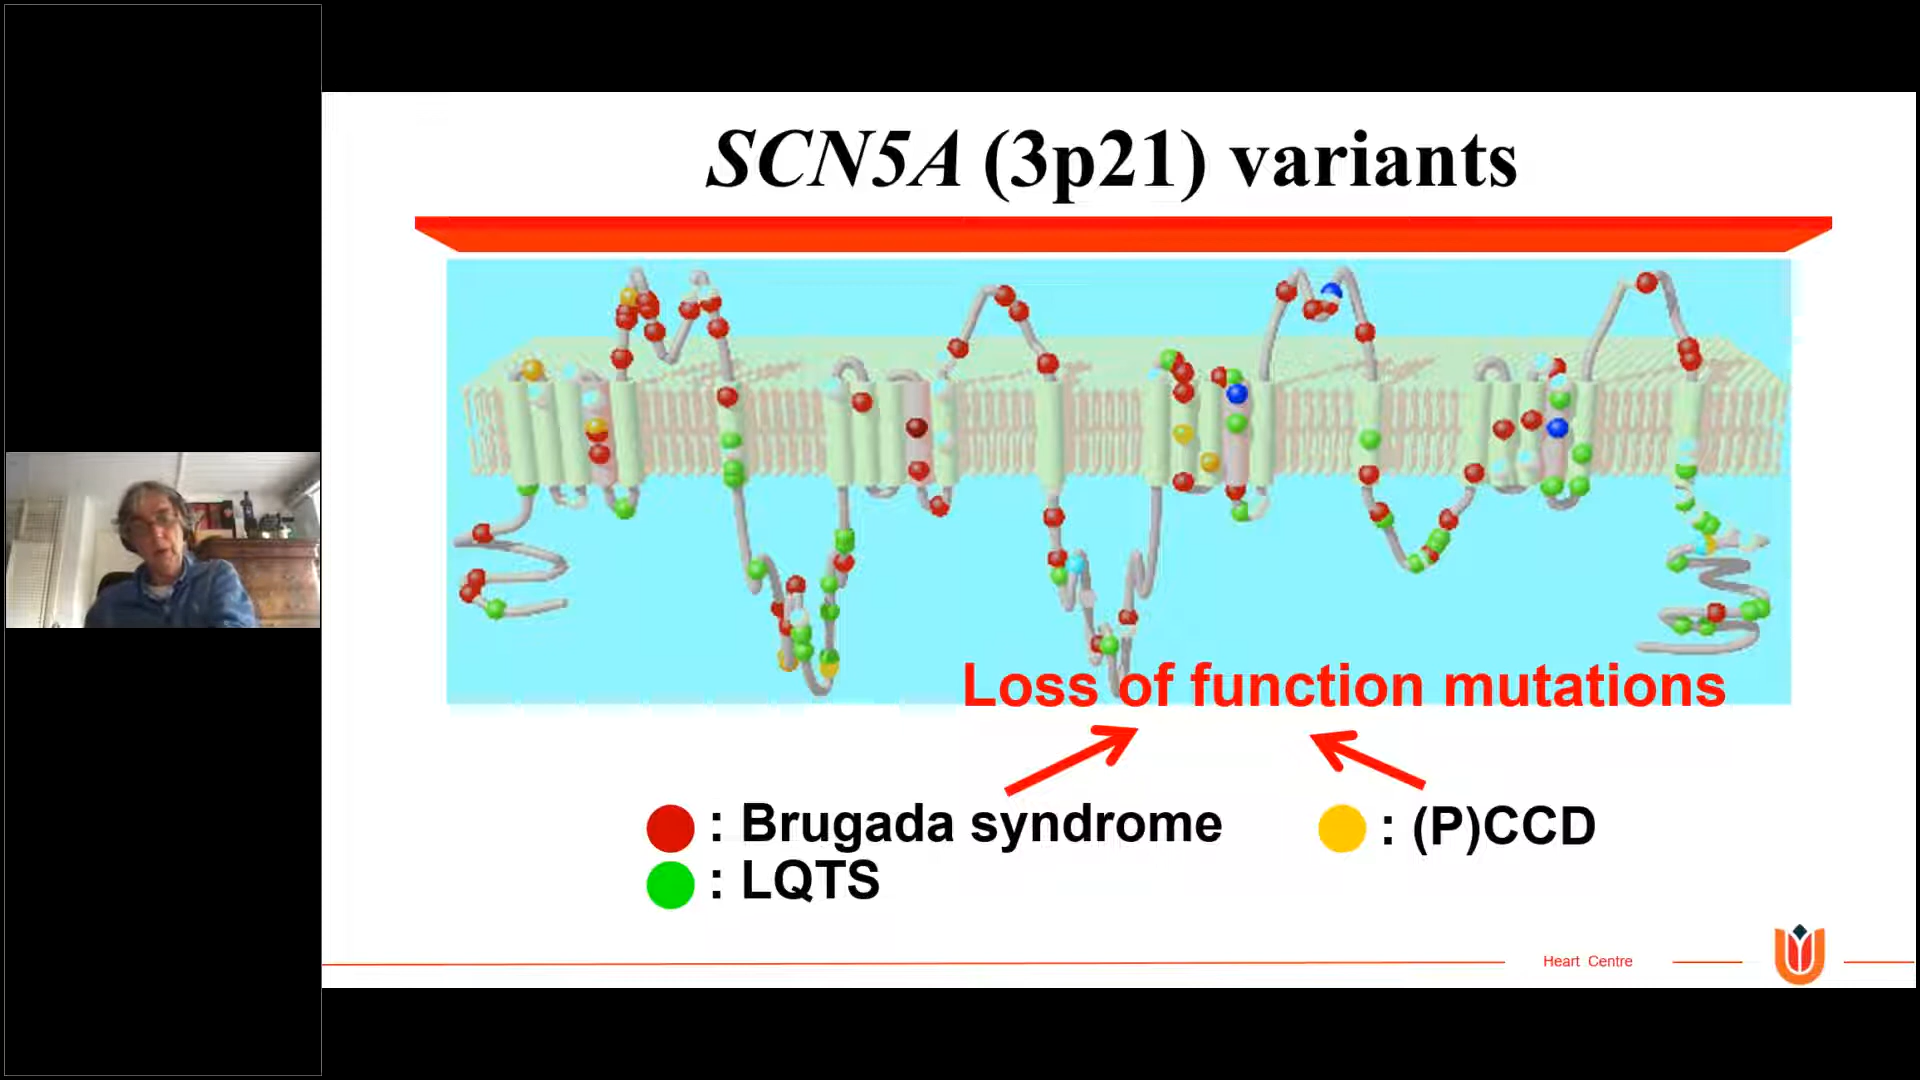 SCN5A (3p21) variants
Loss of function mutations
: Brugada syndrome
: (P)CCD
: LQTS
Heart Centre